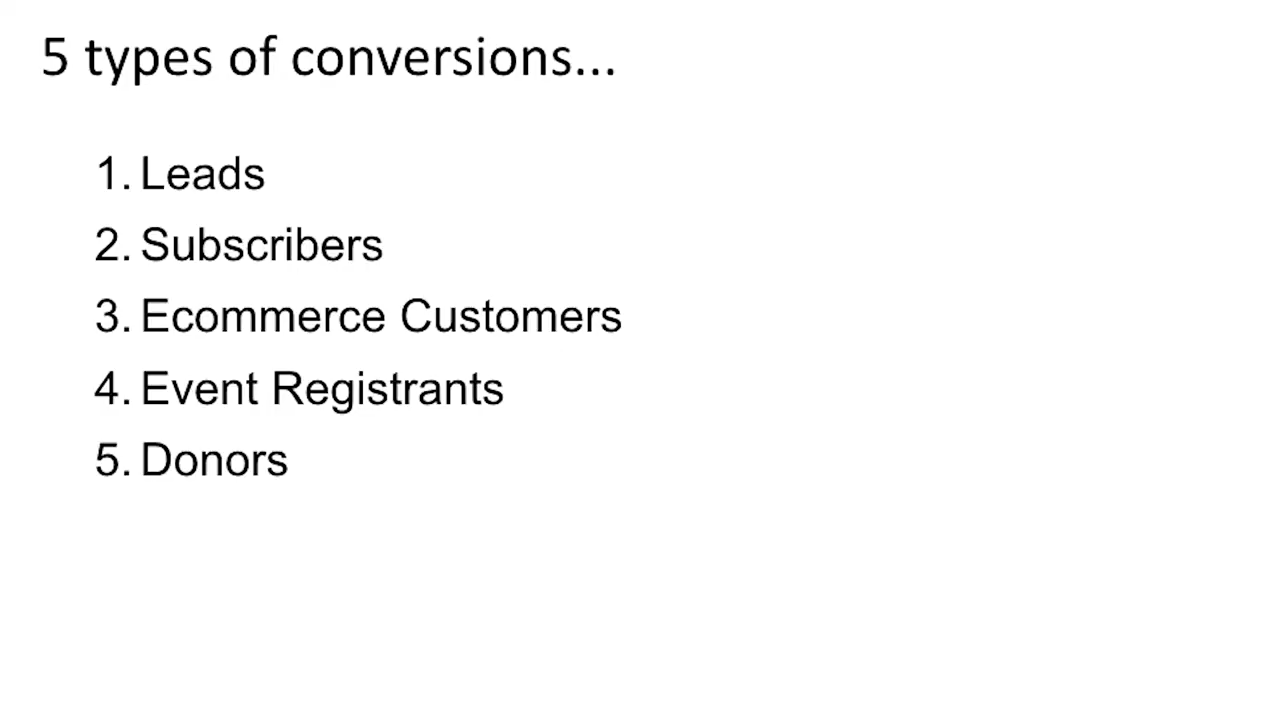 5 types of conversions...
1. Leads
2. Subscribers
3. Ecommerce Customers
4. Event Registrants
5. Donors